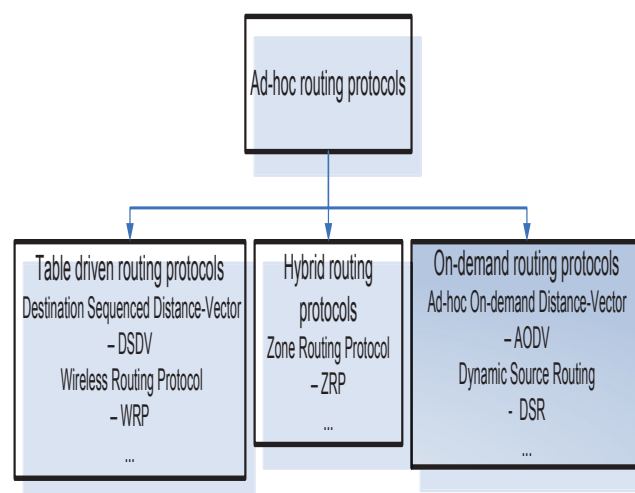 Ad-hoc routing protocols
Table driven routing protocols
Destination Sequenced Distance-Vector
– DSDV
Wireless Routing Protocol
– WRP
...
Hybrid routing
protocols
Zone Routing Protocol
– ZRP
...
On-demand routing protocols
Ad-hoc On-demand Distance-Vector
– AODV
Dynamic Source Routing
- DSR
...